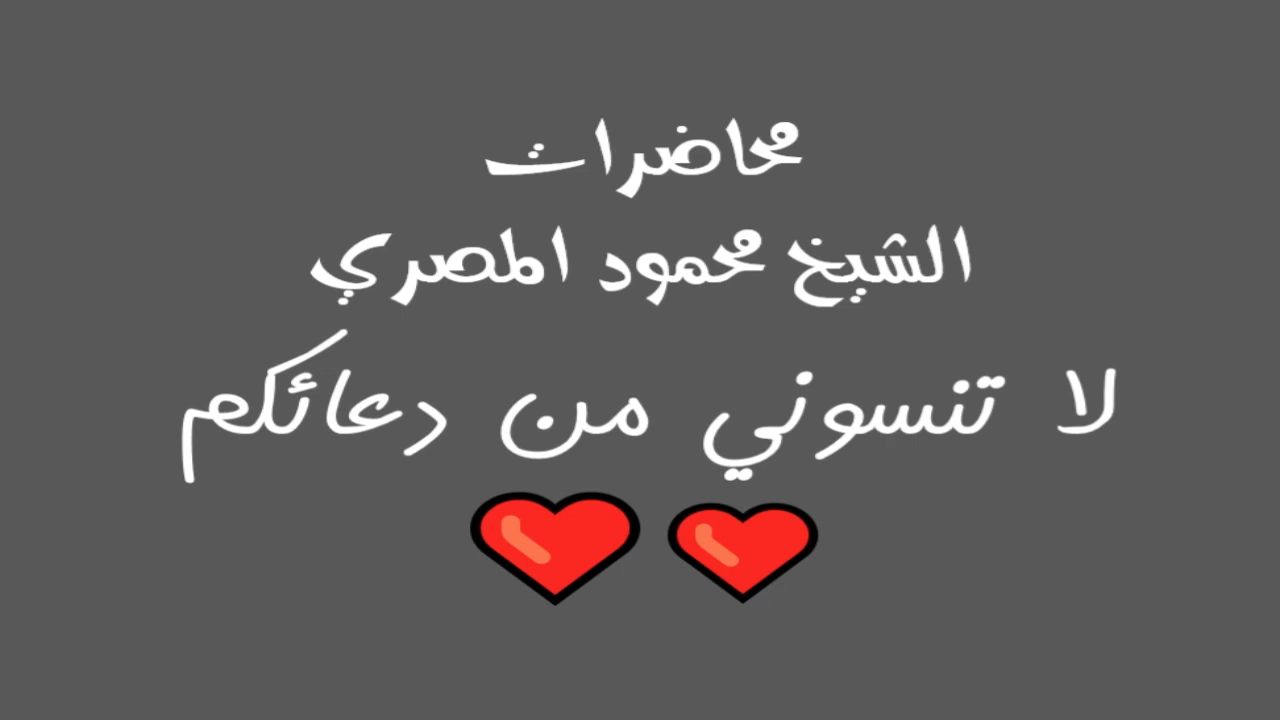 محاضرات
الشيخ محمود المصري
لا تنسوني من دعائكم